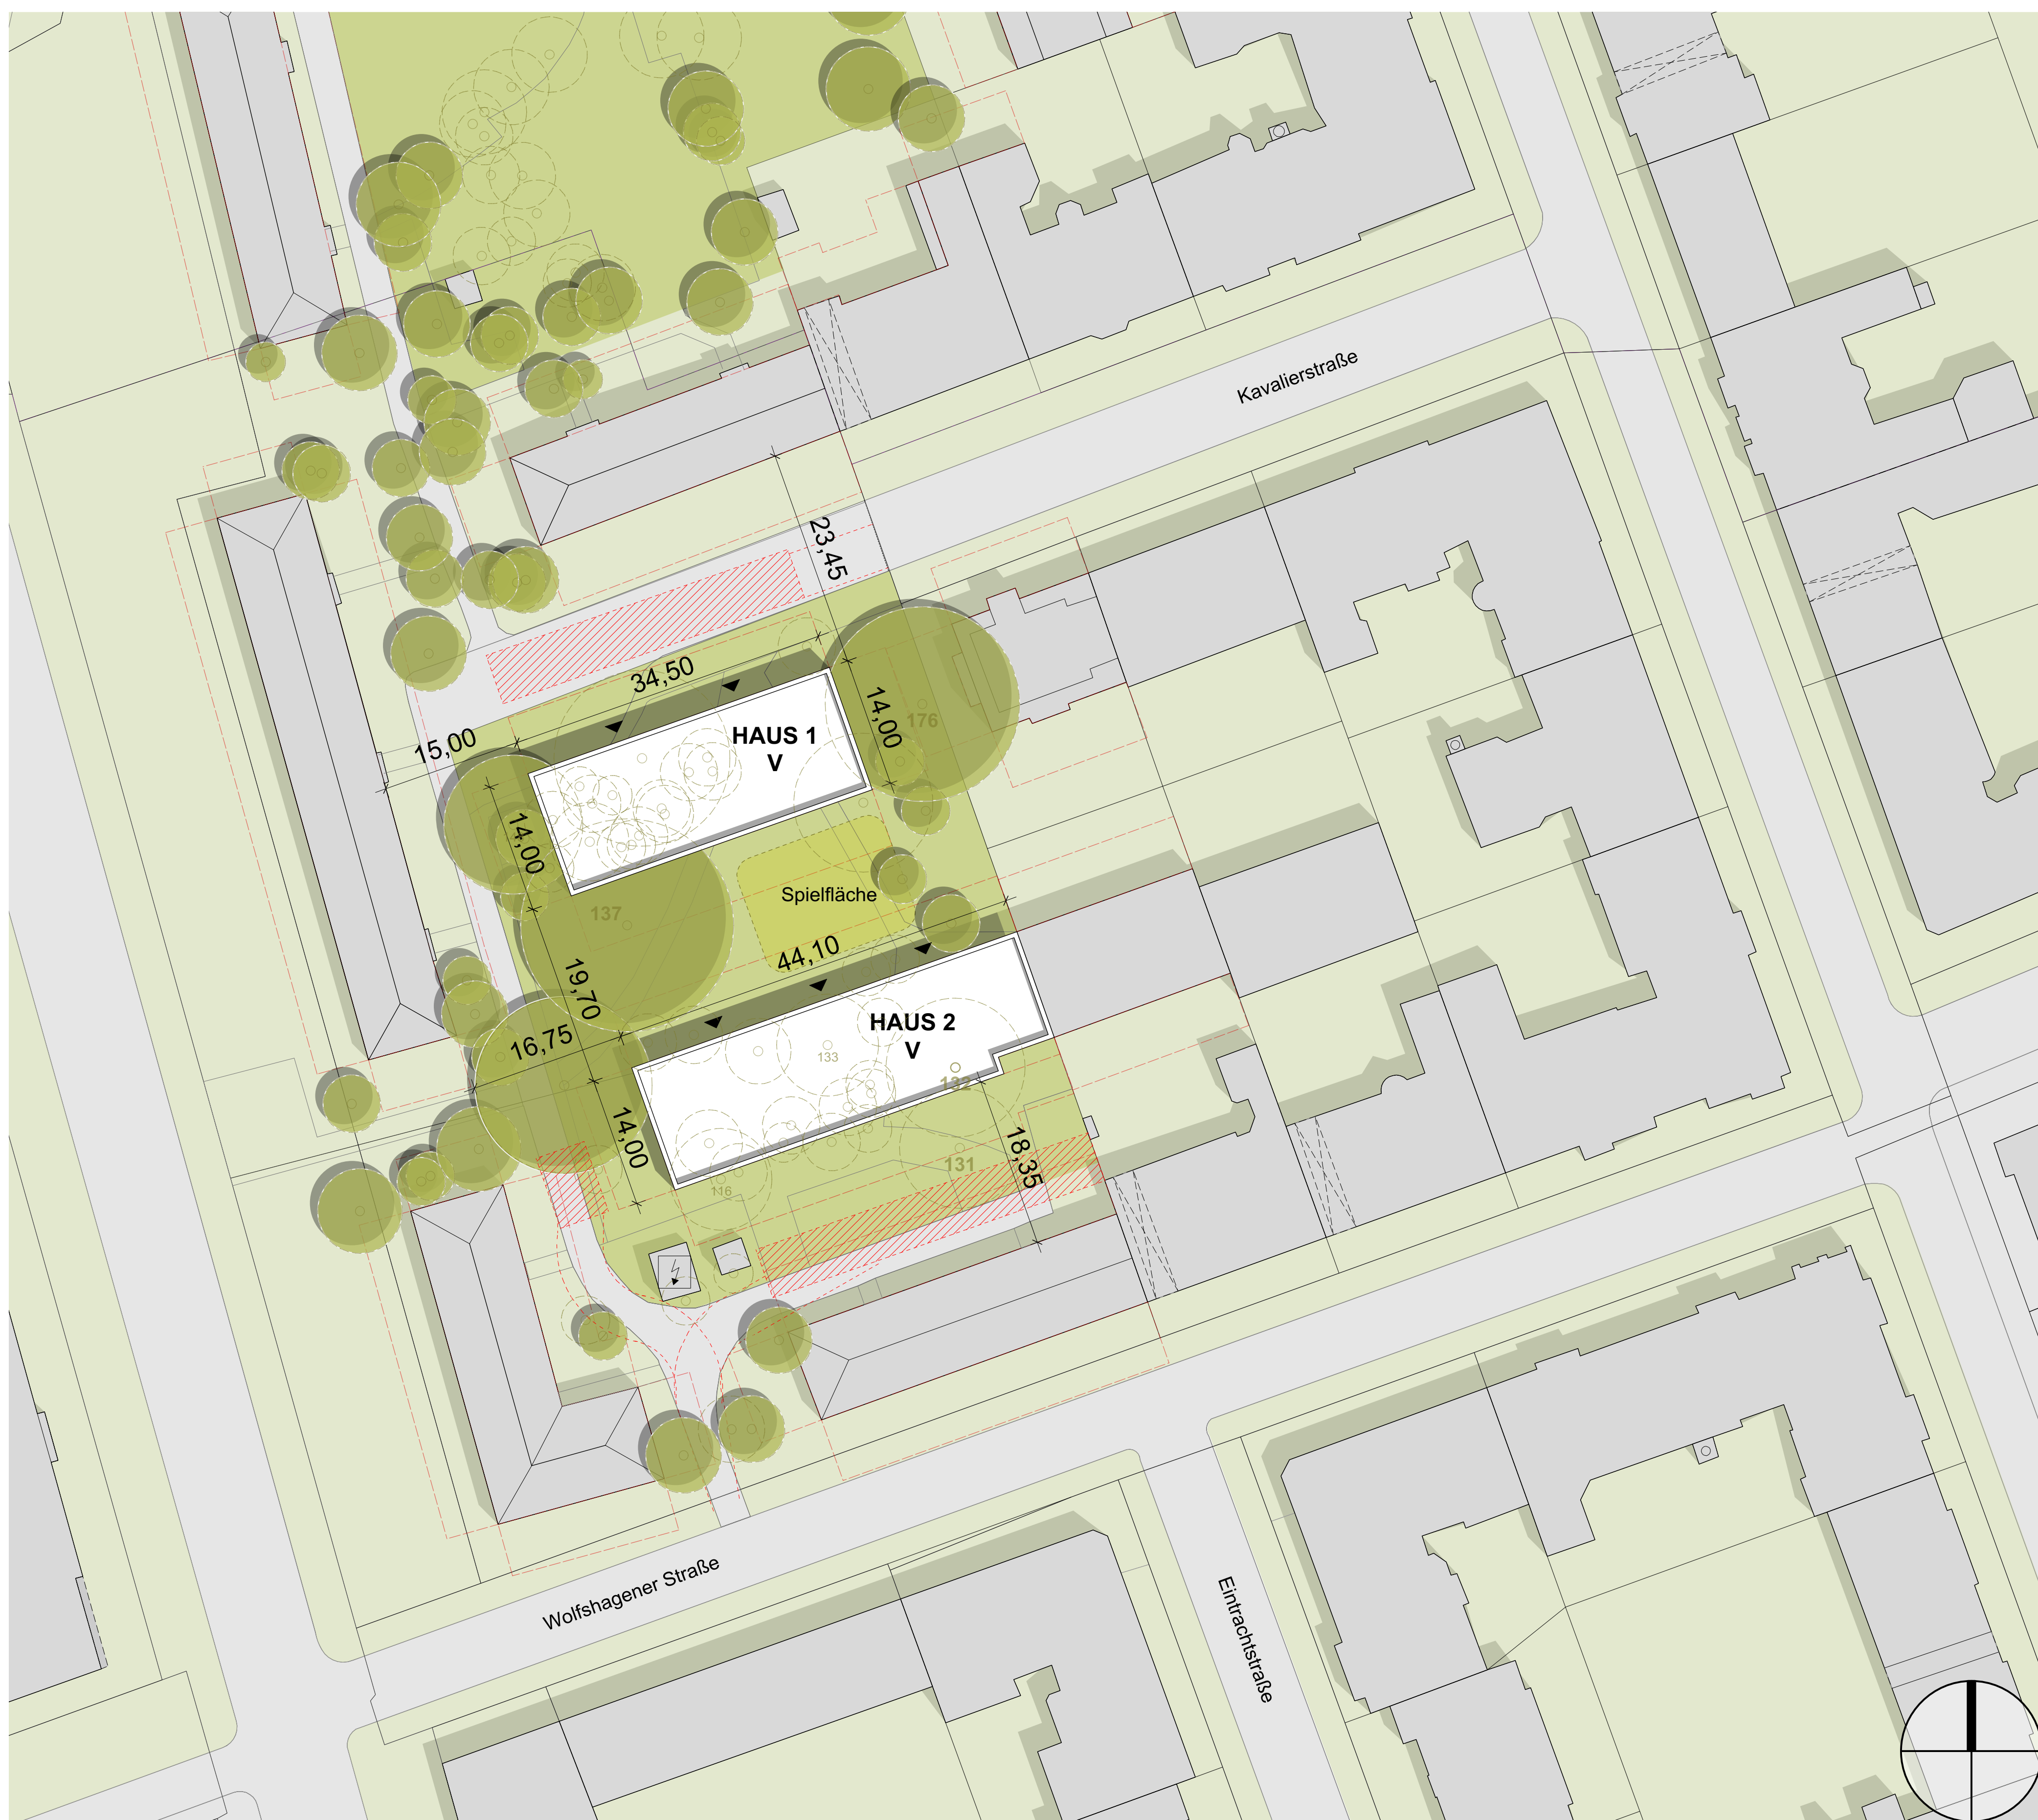 Kavalierstraße
23,45
34,50
HAUS 1
V
14,00
176
15,00
14,00
137
Spielfläche
44,10
19,70
16,75
HAUS 2
V
133
132
14,00
131
18,35
116
Wolfshagener Straße
Eintrachtstraße